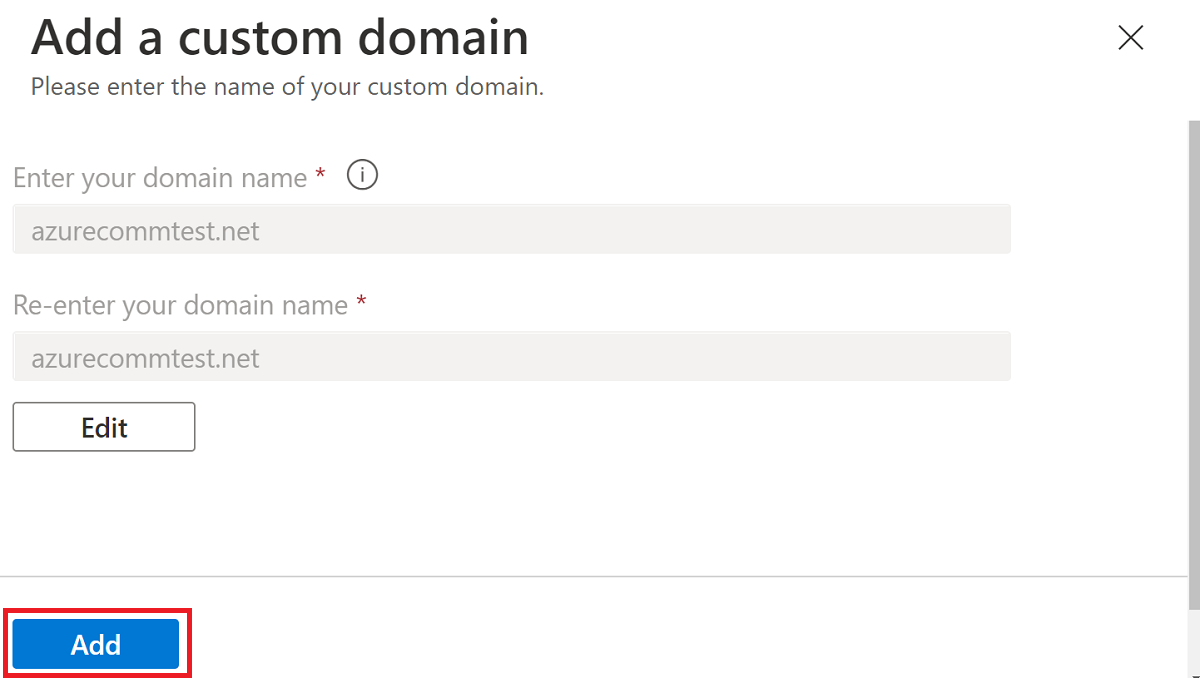 Add a custom domain
Please enter the name of your custom domain.
Enter your domain name *
azurecommtest.net
Re-enter your domain name *
azurecommtest.net
Edit
Add